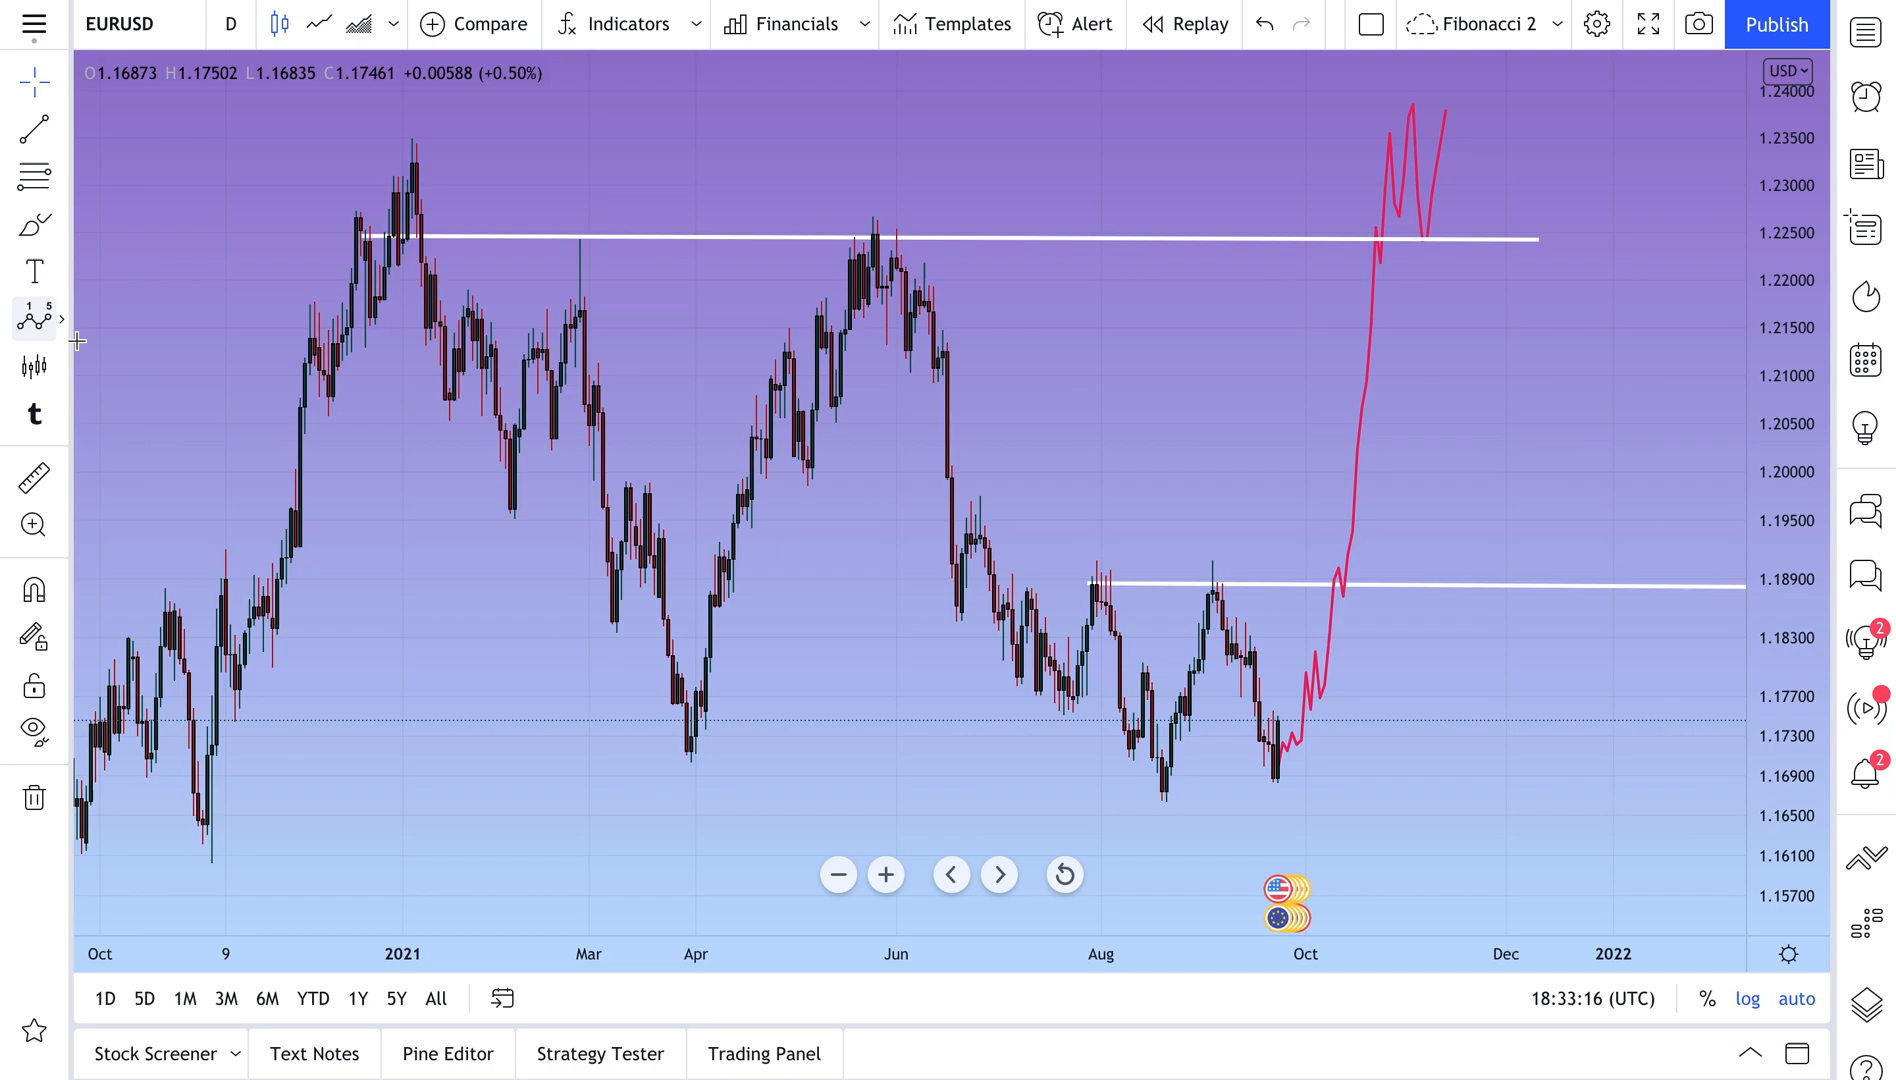 EURUSD D Compare Indicators Financials Templates Alert Replay Fibonacci 2 Publish
O1.16873 H1.17502 L1.16835 C1.17461 +0.00588 (+0.50%)
USD
1.24000
1.23500
1.23000
1.22500
1.22000
1.21500
1.21000
1.20500
1.20000
1.19500
1.18900
1.18300
1.17700
1.17300
1.16900
1.16500
1.16100
1.15700
T
1 5
t
2
2
Oct 9 2021 Mar Apr Jun Aug Oct Dec 2022
1D 5D 1M 3M 6M YTD 1Y 5Y All 18:33:16 (UTC) % log auto
Stock Screener Text Notes Pine Editor Strategy Tester Trading Panel